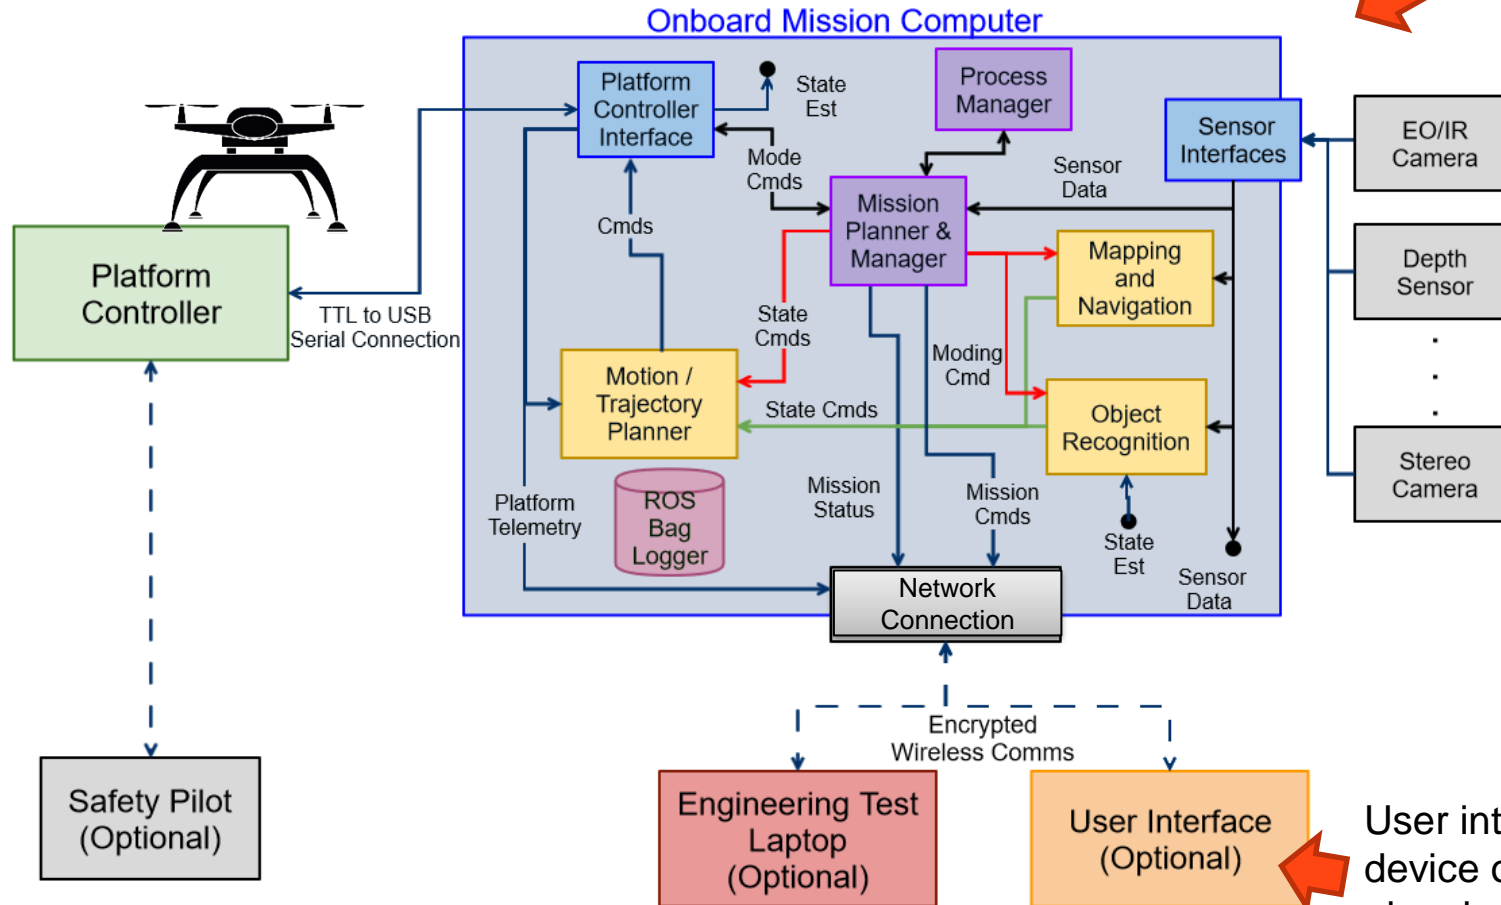 Onboard Mission Computer
Platform
Controller
Interface
State
Est
Process
Manager
Sensor
Interfaces
EO/IR
Camera
Mode
Cmds
Sensor
Data
Mission
Planner &
Manager
Cmds
Mapping
and
Navigation
Depth
Sensor
Platform
Controller
TTL to USB
Serial Connection
State
Cmds
Moding
Cmd
Motion /
Trajectory
Planner
State Cmds
Object
Recognition
Stereo
Camera
Platform
Telemetry
ROS
Bag
Logger
Mission
Status
Mission
Cmds
State
Est
Sensor
Data
Network
Connection
Encrypted
Wireless Comms
Safety Pilot
(Optional)
Engineering Test
Laptop
(Optional)
User Interface
(Optional)
User int
device